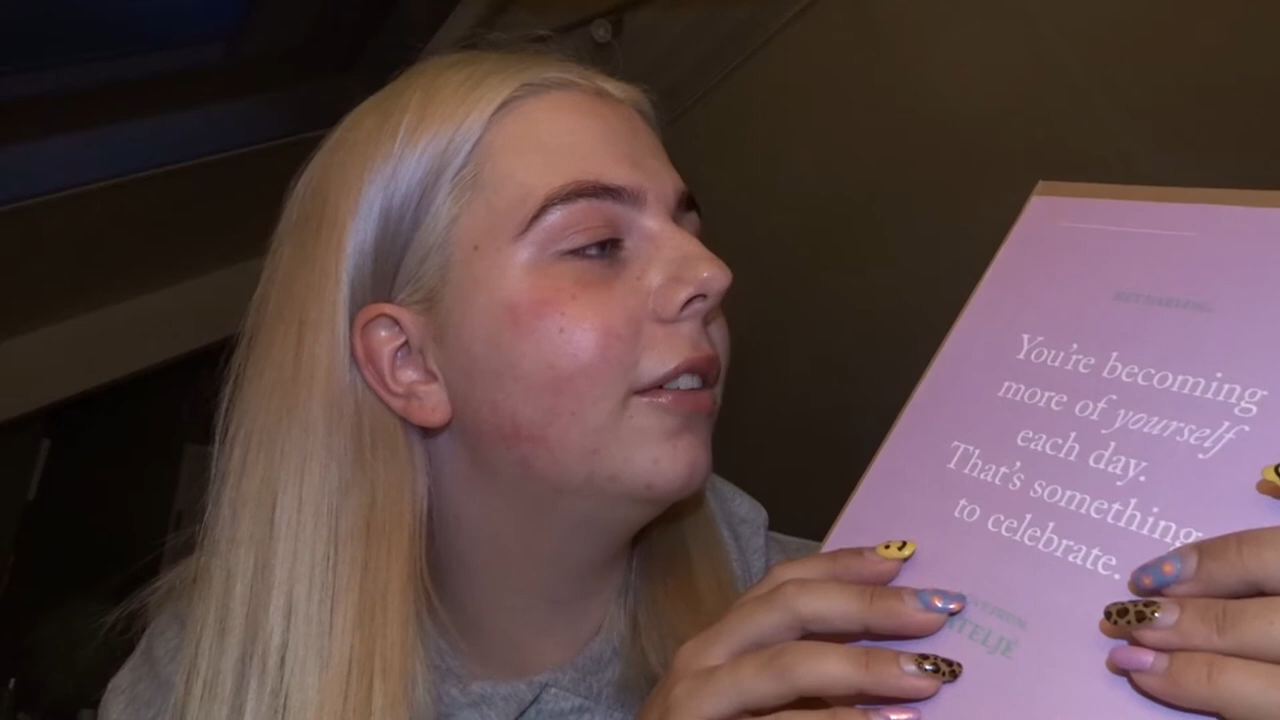 You're becoming
more of yourself
each day.
That's something
to celebrate.